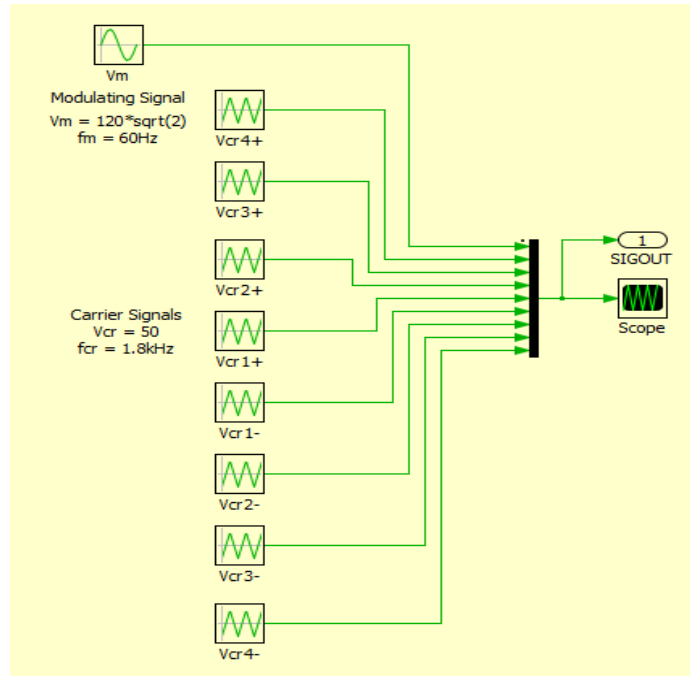 Vm
Modulating Signal
Vm = 120*sqrt(2)
fm = 60Hz
Vcr4+
Vcr3+
Vcr2+
Carrier Signals
Vcr = 50
fcr = 1.8kHz
Vcr1+
Vcr1-
Vcr2-
Vcr3-
Vcr4-
1
SIGOUT
Scope